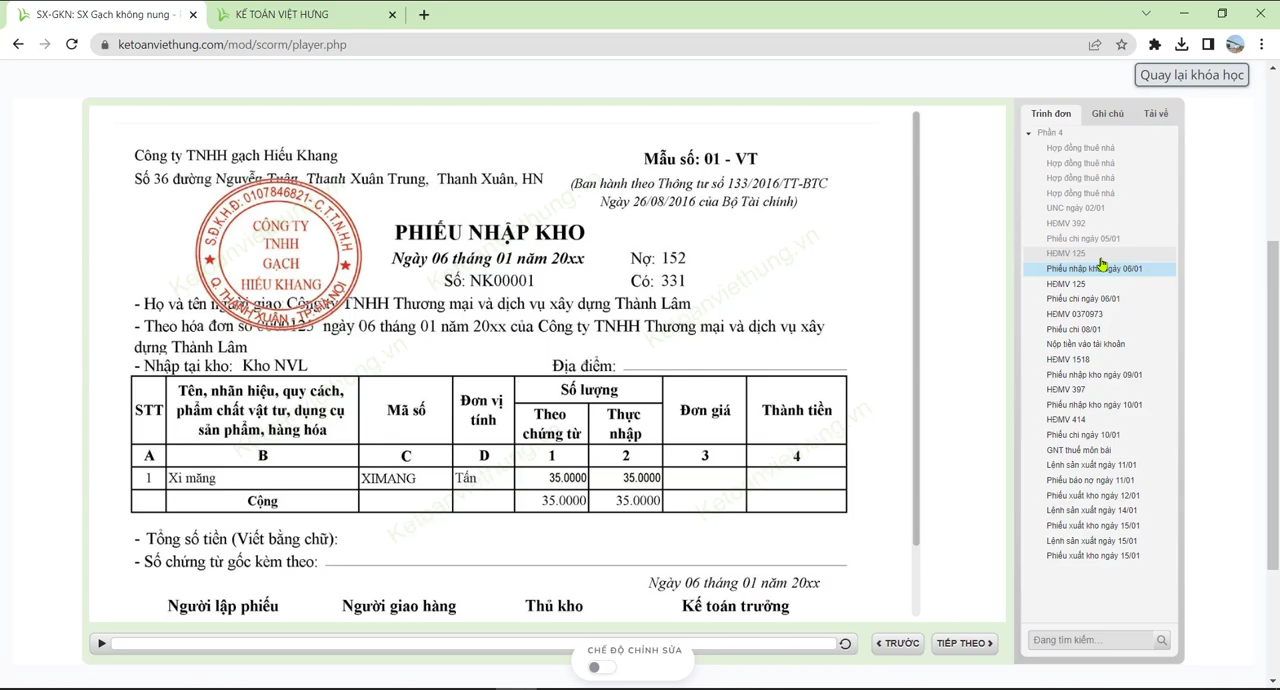 SX-GKN: SX Gạch không nung -
KẾ TOÁN VIỆT HƯNG
ketoanviethung.com/mod/scorm/player.php
Quay lại khóa học
Công ty TNHH gạch Hiếu Khang
Số 36 đường Nguyễn Tuân, Thanh Xuân Trung, Thanh Xuân, HN
Mẫu số: 01 - VT
(Ban hành theo Thông tư số 133/2016/TT-BTC
Ngày 26/08/2016 của Bộ Tài chính)
S.Đ.K.H.Đ: 0107846821- C.T.T.N.H.H
CÔNG TY
TNHH
GẠCH
HIẾU KHANG
Q. THANH XUÂN - TP. HÀ NỘI
PHIẾU NHẬP KHO
Ngày 06 tháng 01 năm 20xx
Nợ: 152
Số: NK00001
Có: 331
- Họ và tên người giao Công TNHH Thương mại và dịch vụ xây dựng Thành Lâm
- Theo hóa đơn số 0000125 ngày 06 tháng 01 năm 20xx của Công ty TNHH Thương mại và dịch vụ xây
dựng Thành Lâm
- Nhập tại kho: Kho NVL
Địa điểm:
STT
Tên, nhãn hiệu, quy cách,
phẩm chất vật tư, dụng cụ
sản phẩm, hàng hóa
Mã số
Đơn vị
tính
Số lượng
Theo
chứng từ
Thực
nhập
Đơn giá
Thành tiền
A B C D 1 2 3 4
1 Xi măng XIMANG Tấn 35.0000 35.0000
Cộng 35.0000 35.0000
- Tổng số tiền (Viết bằng chữ):
- Số chứng từ gốc kèm theo:
Ngày 06 tháng 01 năm 20xx
Người lập phiếu Người giao hàng Thủ kho Kế toán trưởng
Ketoanviethung.vn
TRƯỚC
TIẾP THEO
CHẾ ĐỘ CHỈNH SỬA
Trình đơn Ghi chú Tải về
Phần 4
Hợp đồng thuê nhà
Hợp đồng thuê nhà
Hợp đồng thuê nhà
Hợp đồng thuê nhà
UNC ngày 02/01
HĐMV 392
Phiếu chi ngày 05/01
HĐMV 125
Phiếu nhập kho ngày 06/01
HĐMV 125
Phiếu chi ngày 06/01
HĐMV 0370973
Phiếu chi 08/01
Nộp tiền vào tài khoản
HĐMV 1518
Phiếu nhập kho ngày 09/01
HĐMV 397
Phiếu nhập kho ngày 10/01
HĐMV 414
Phiếu chi ngày 10/01
GNT thuế môn bài
Lệnh sản xuất ngày 11/01
Phiếu báo nợ ngày 11/01
Phiếu xuất kho ngày 12/01
Lệnh sản xuất ngày 14/01
Phiếu xuất kho ngày 15/01
Lệnh sản xuất ngày 15/01
Phiếu xuất kho ngày 15/01
Đang tìm kiếm...